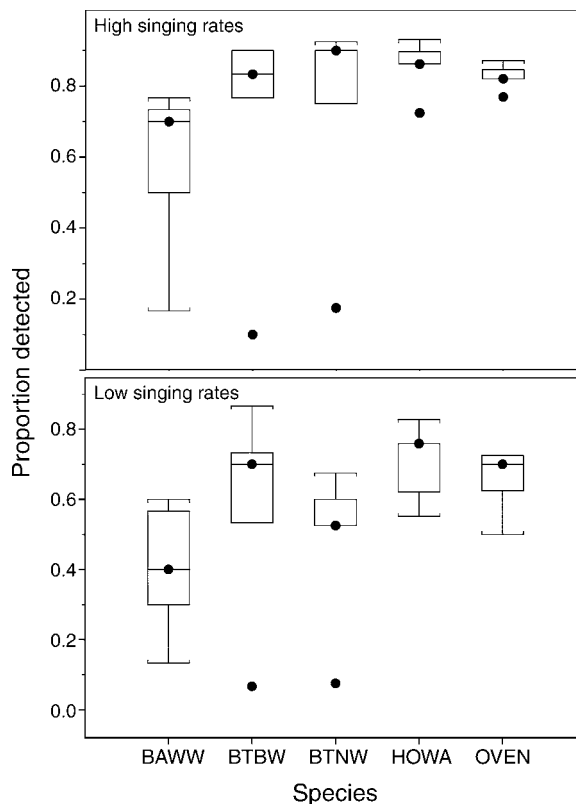 High singing rates
0.8
0.6
0.4
0.2
Proportion detected
Low singing rates
0.8
0.6
0.4
0.2
0.0
BAWW BTBW BTNW HOWA OVEN
Species